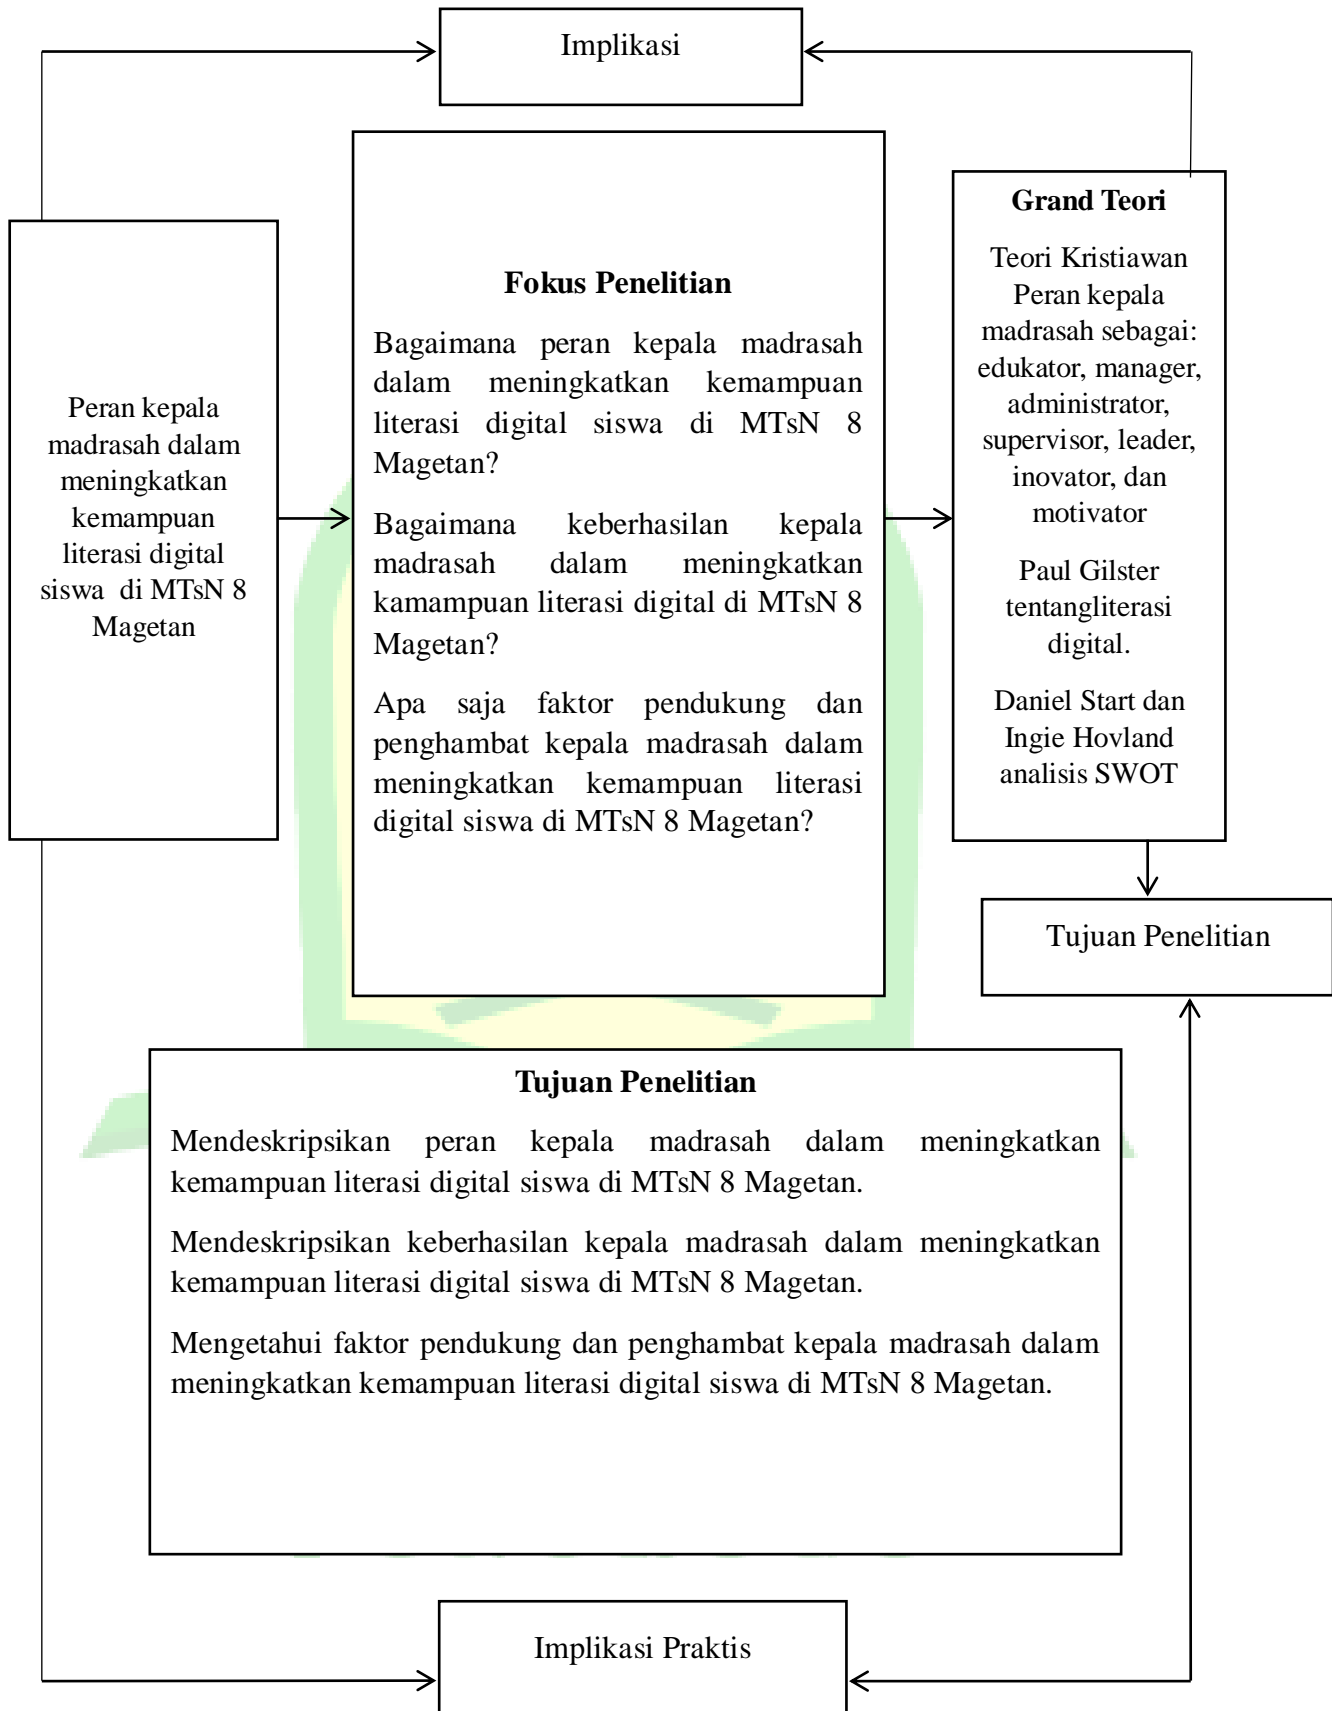 Implikasi
Peran kepala
madrasah dalam
meningkatkan
kemampuan
literasi digital
siswa di MTsN 8
Magetan
Fokus Penelitian
Bagaimana peran kepala madrasah
dalam meningkatkan kemampuan
literasi digital siswa di MTsN 8
Magetan?
Bagaimana keberhasilan kepala
madrasah dalam meningkatkan
kamampuan literasi digital di MTsN 8
Magetan?
Apa saja faktor pendukung dan
penghambat kepala madrasah dalam
meningkatkan kemampuan literasi
digital siswa di MTsN 8 Magetan?
Grand Teori
Teori Kristiawan
Peran kepala
madrasah sebagai:
edukator, manager,
administrator,
supervisor, leader,
inovator, dan
motivator
Paul Gilster
tentangliterasi
digital.
Daniel Start dan
Ingie Hovland
analisis SWOT
Tujuan Penelitian
Tujuan Penelitian
Mendeskripsikan peran kepala madrasah dalam meningkatkan
kemampuan literasi digital siswa di MTsN 8 Magetan.
Mendeskripsikan keberhasilan kepala madrasah dalam meningkatkan
kemampuan literasi digital siswa di MTsN 8 Magetan.
Mengetahui faktor pendukung dan penghambat kepala madrasah dalam
meningkatkan kemampuan literasi digital siswa di MTsN 8 Magetan.
Implikasi Praktis